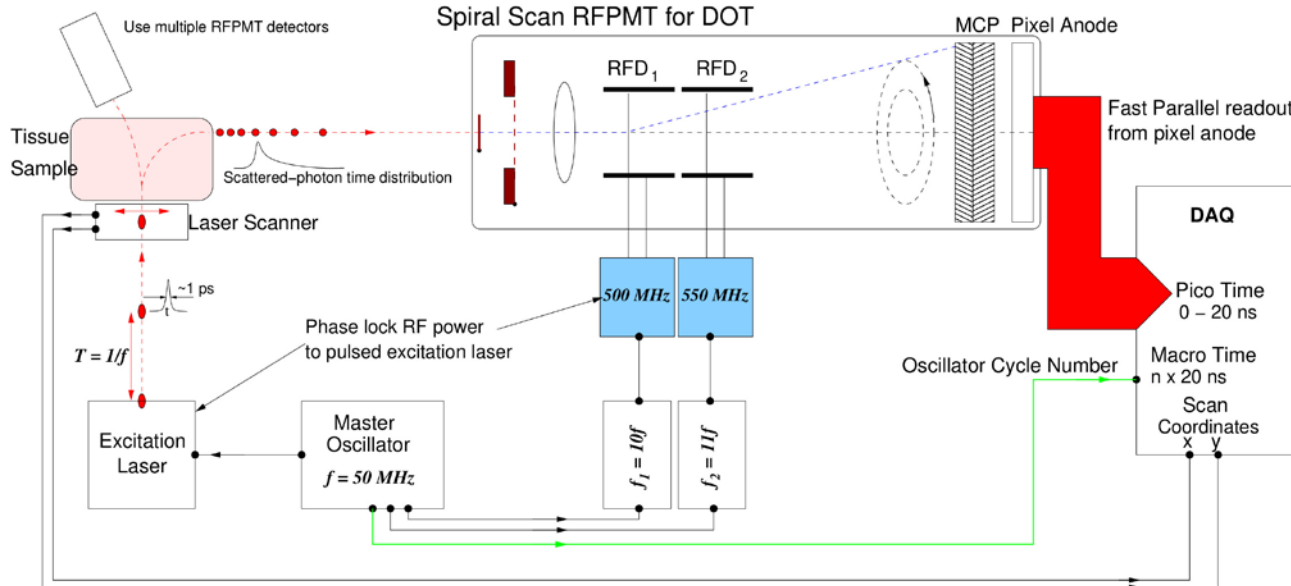 Spiral Scan RFPMT for DOT
Use multiple RFPMT detectors
MCP Pixel Anode
RFD1 RFD2
Tissue
Sample
Scattered–photon time distribution
Fast Parallel readout
from pixel anode
Laser Scanner
DAQ
~1 ps
t
500 MHz
550 MHz
Pico Time
0 – 20 ns
Phase lock RF power
to pulsed excitation laser
T = 1/f
Oscillator Cycle Number
Macro Time
n x 20 ns
Scan
Coordinates
x y
Excitation
Laser
Master
Oscillator
f = 50 MHz
f1 = 10f
f2 = 11f